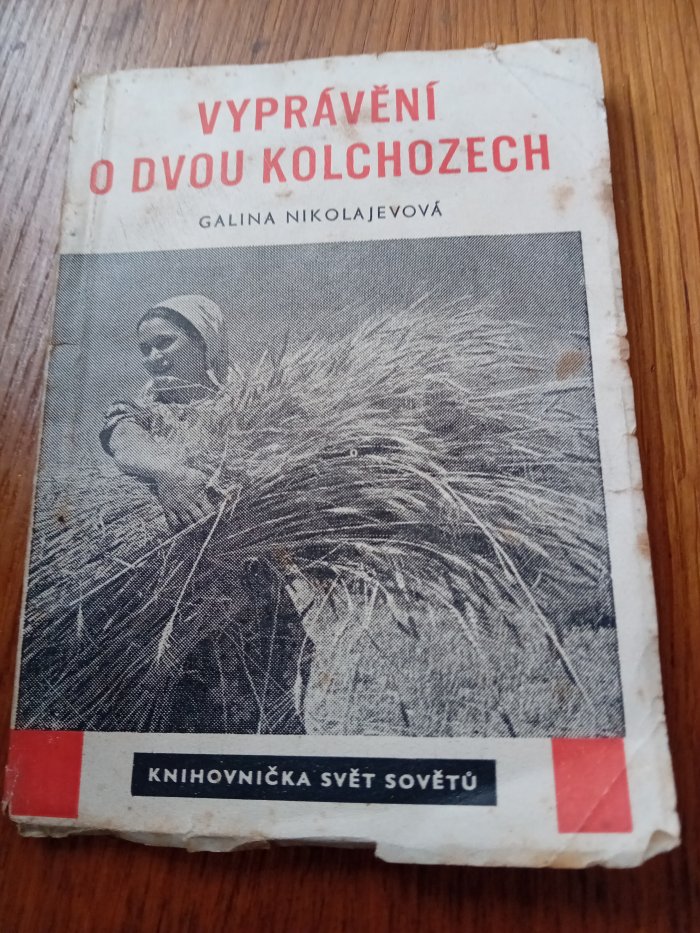 VYPRÁVĚNÍ
O DVOU KOLCHOZECH
GALINA NIKOLAJEVOVÁ
KNIHOVNIČKA SVĚT SOVĚTŮ